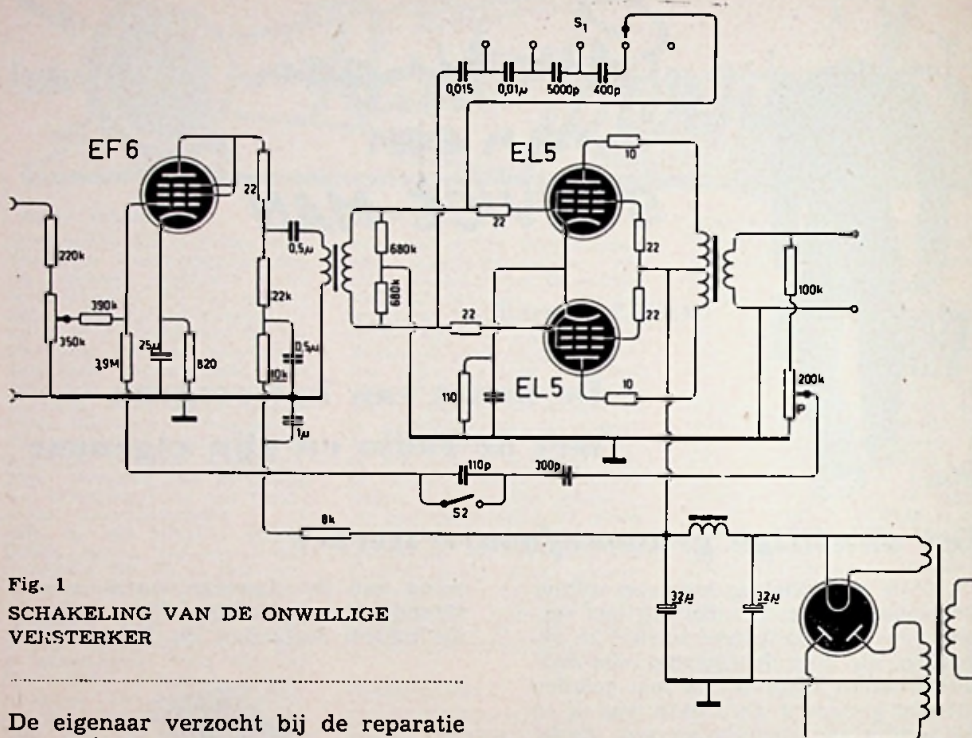 S1
0,015
0,01µ
5000p
400p
EF6
EL5
10
22
22
220k
0,5µ
680k
22
100k
22k
680k
22
390k
22
350k
25µ
0,5µ
200k
3,9M
820
10k
EL5
10
110
1µ
110p
300p
S2
8k
32µ
32µ
Fig. 1
SCHAKELING VAN DE ONWILLIGE
VERSTERKER
De eigenaar verzocht bij de reparatie